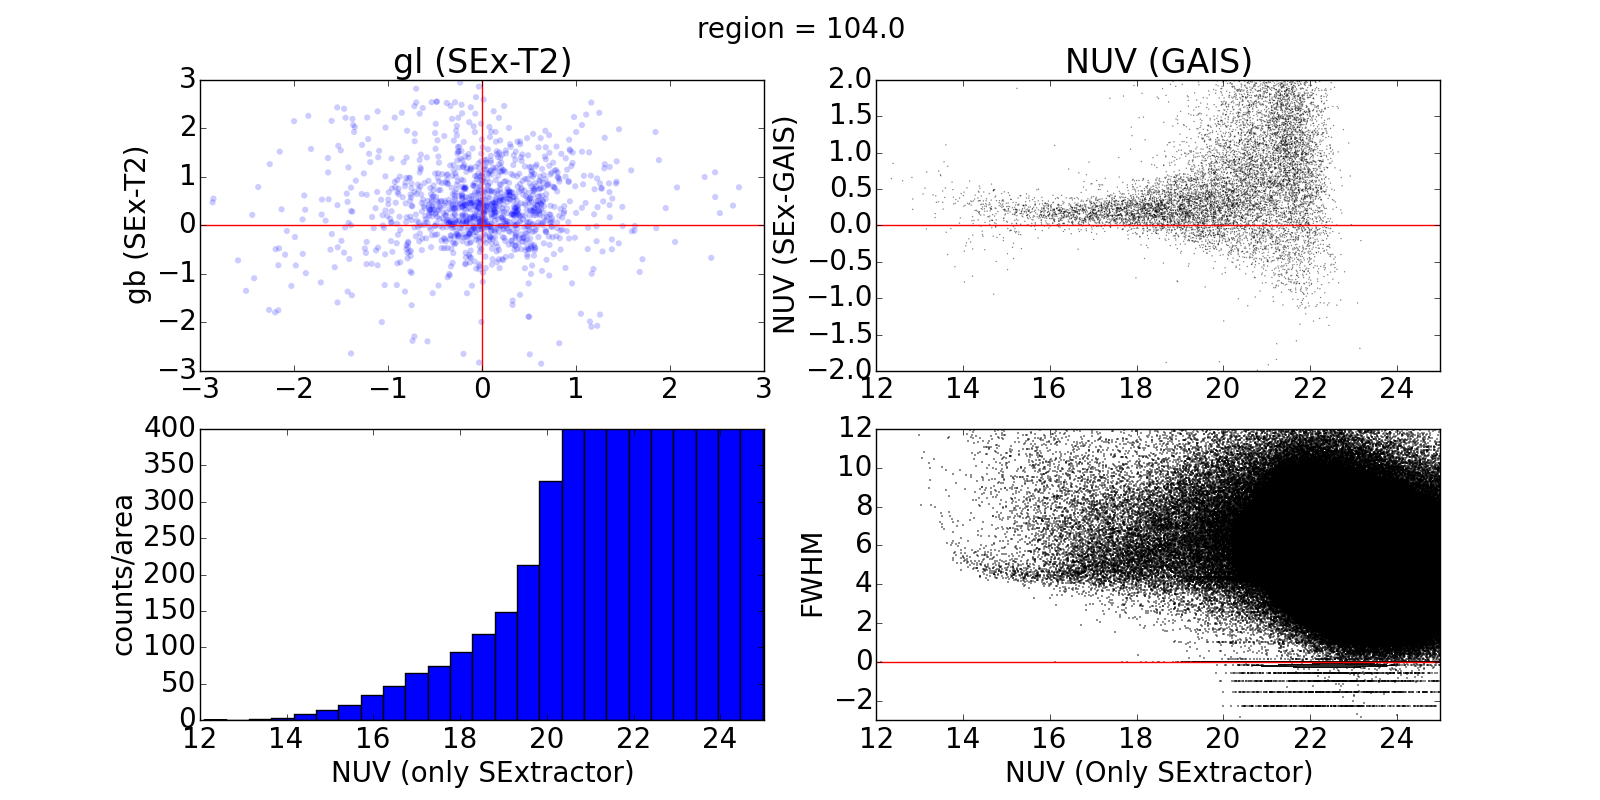 region = 104.0
gl (SEx-T2)
NUV (GAIS)
gb (SEx-T2)
3
2
1
0
−1
−2
−3
−3 −2 −1 0 1 2 3
NUV (SEx-GAIS)
2.0
1.5
1.0
0.5
0.0
−0.5
−1.0
−1.5
−2.0
12 14 16 18 20 22 24
counts/area
400
350
300
250
200
150
100
50
0
12 14 16 18 20 22 24
NUV (only SExtractor)
FWHM
12
10
8
6
4
2
0
−2
12 14 16 18 20 22 24
NUV (Only SExtractor)